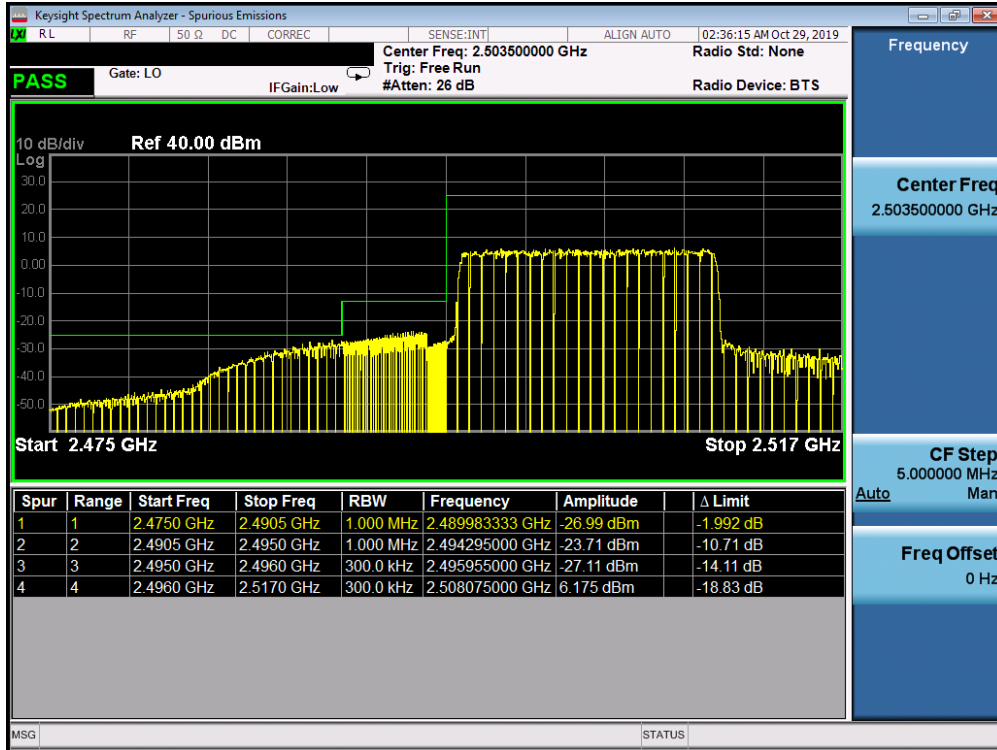 Keysight Spectrum Analyzer - Spurious Emissions
LXI RL RF 50 Ω DC CORREC SENSE:INT ALIGN AUTO 02:36:15 AM Oct 29, 2019
Center Freq: 2.503500000 GHz Radio Std: None
PASS Gate: LO Trig: Free Run
IFGain:Low #Atten: 26 dB Radio Device: BTS
10 dB/div Ref 40.00 dBm
Log
30.0
20.0
10.0
0.00
-10.0
-20.0
-30.0
-40.0
-50.0
Start 2.475 GHz Stop 2.517 GHz
Spur Range Start Freq Stop Freq RBW Frequency Amplitude Δ Limit
1 1 2.4750 GHz 2.4905 GHz 1.000 MHz 2.489983333 GHz -26.99 dBm -1.992 dB
2 2 2.4905 GHz 2.4950 GHz 1.000 MHz 2.494295000 GHz -23.71 dBm -10.71 dB
3 3 2.4950 GHz 2.4960 GHz 300.0 kHz 2.495955000 GHz -27.11 dBm -14.11 dB
4 4 2.4960 GHz 2.5170 GHz 300.0 kHz 2.508075000 GHz 6.175 dBm -18.83 dB
MSG STATUS
Frequency
Center Freq
2.503500000 GHz
CF Step
5.000000 MHz
Auto Man
Freq Offset
0 Hz